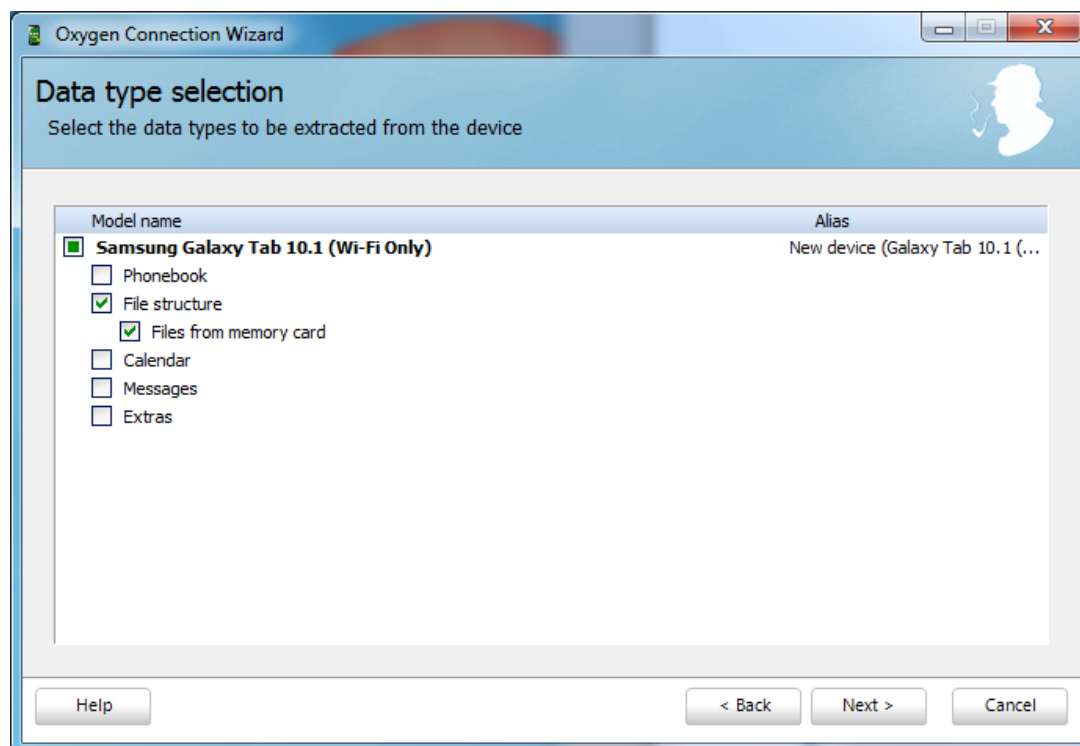 Oxygen Connection Wizard
Data type selection
Select the data types to be extracted from the device
Model name Alias
Samsung Galaxy Tab 10.1 (Wi-Fi Only) New device (Galaxy Tab 10.1 (...
Phonebook
File structure
Files from memory card
Calendar
Messages
Extras
Help < Back Next > Cancel